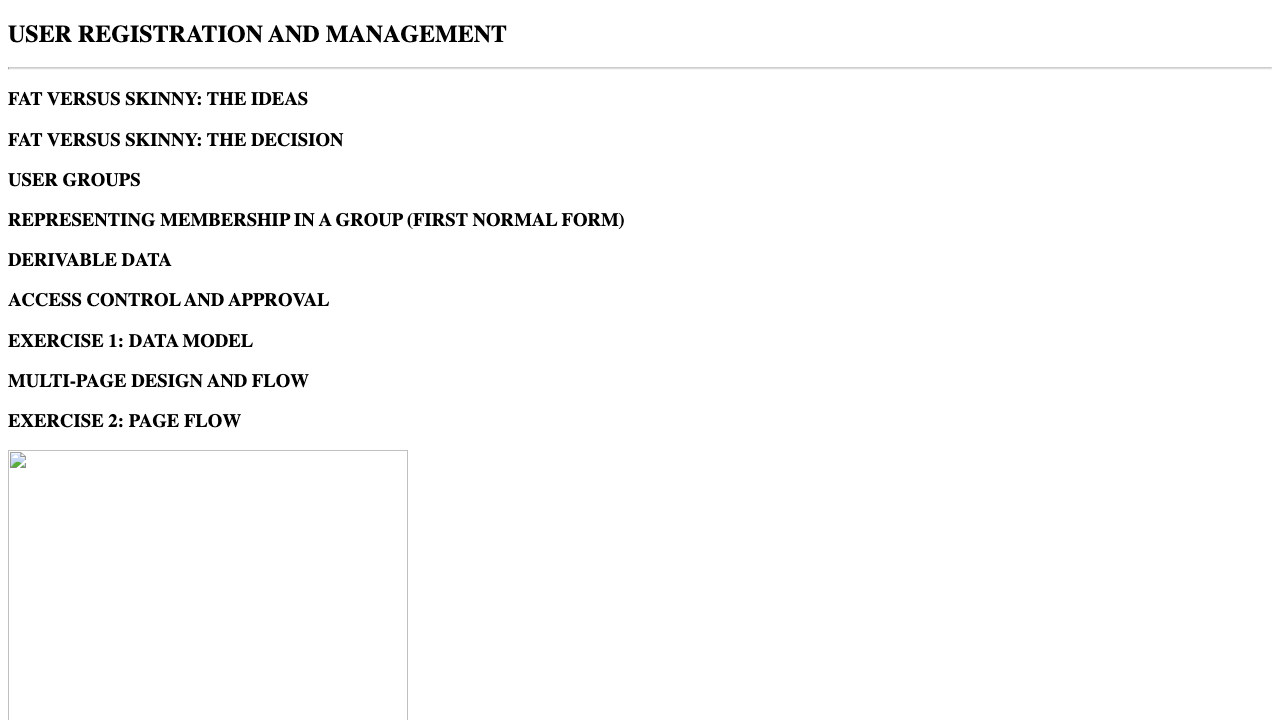 USER REGISTRATION AND MANAGEMENT
FAT VERSUS SKINNY: THE IDEAS
FAT VERSUS SKINNY: THE DECISION
USER GROUPS
REPRESENTING MEMBERSHIP IN A GROUP (FIRST NORMAL FORM)
DERIVABLE DATA
ACCESS CONTROL AND APPROVAL
EXERCISE 1: DATA MODEL
MULTI-PAGE DESIGN AND FLOW
EXERCISE 2: PAGE FLOW